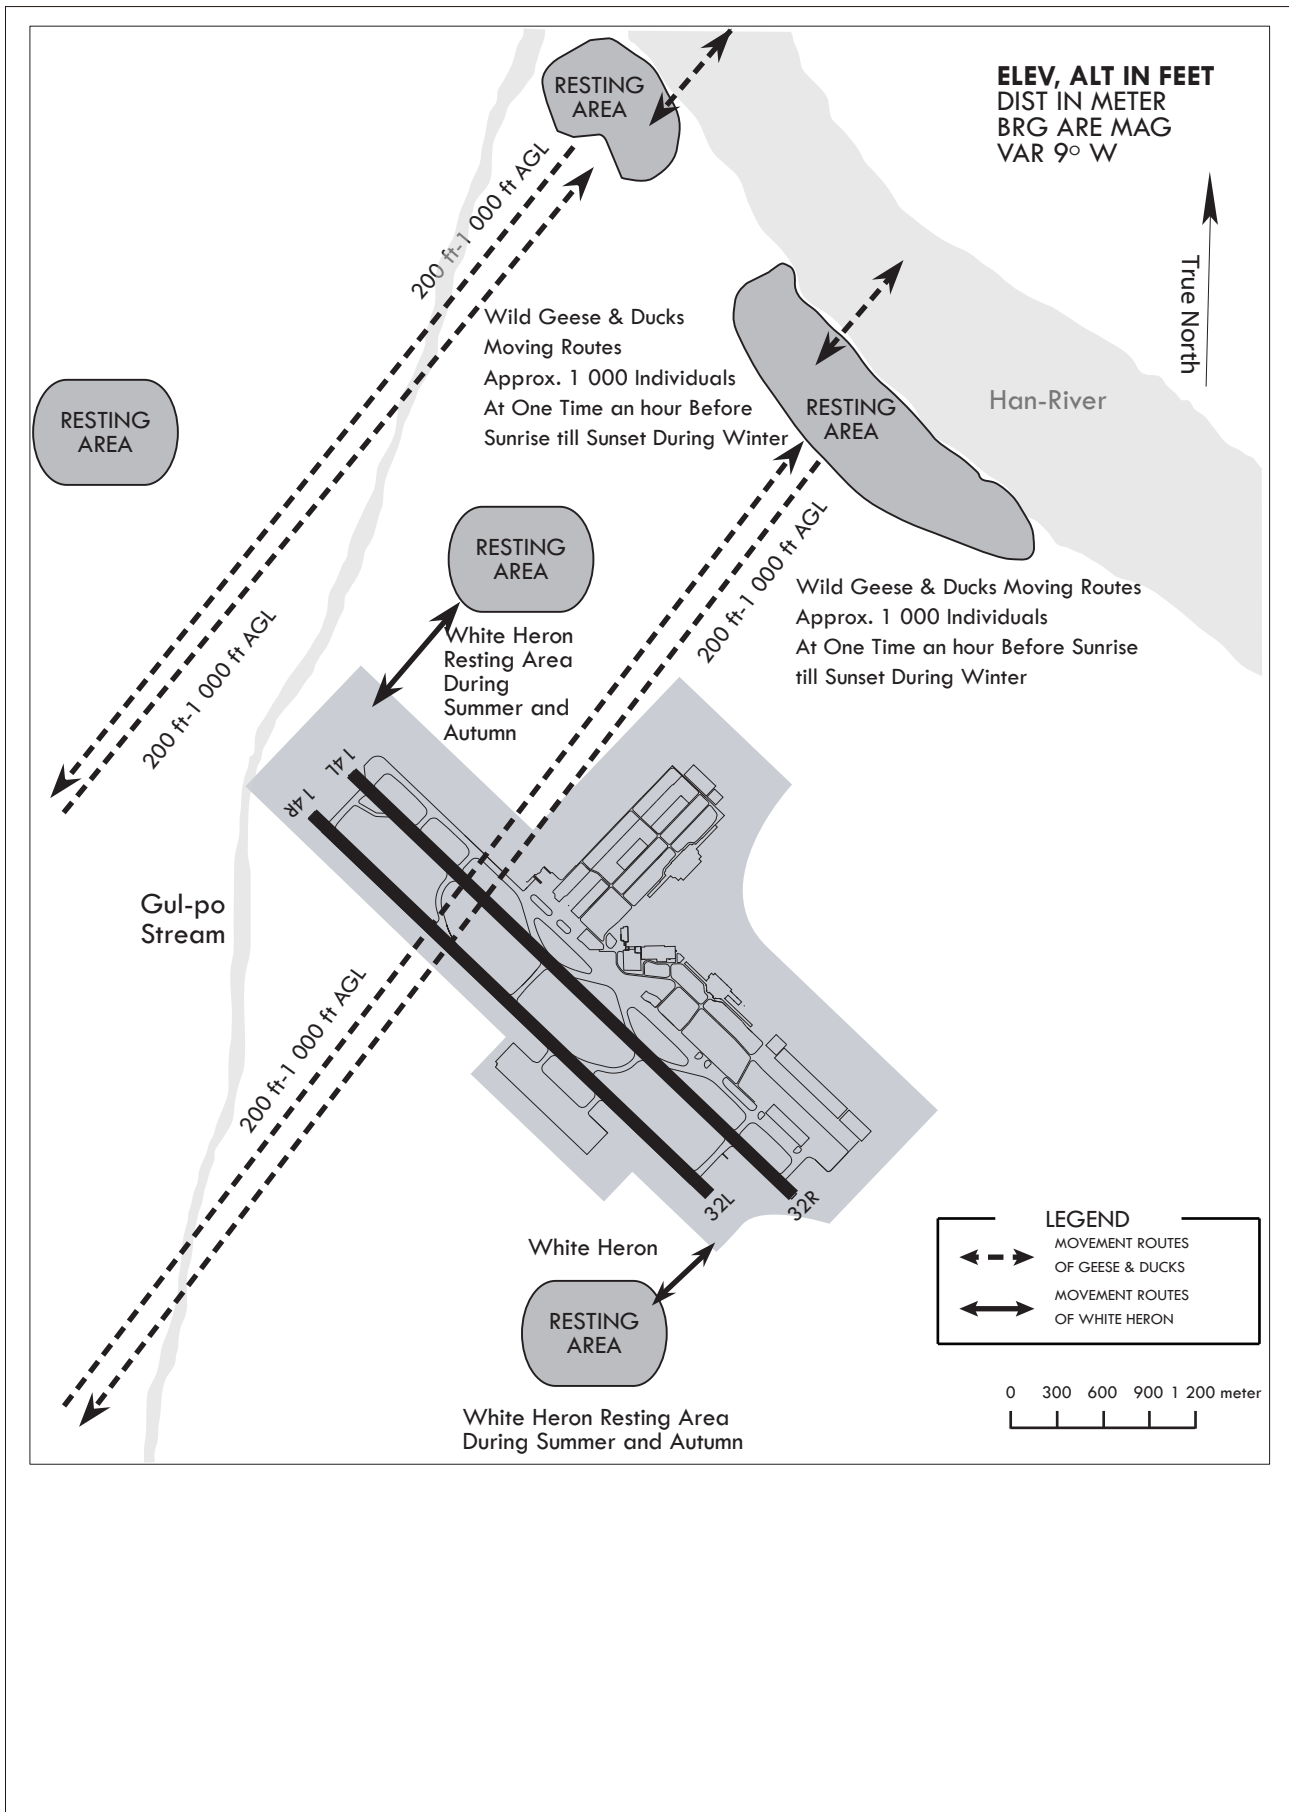 RESTING
AREA
ELEV, ALT IN FEET
DIST IN METER
BRG ARE MAG
VAR 9° W
True North
200 ft-1 000 ft AGL
Wild Geese & Ducks
Moving Routes
Approx. 1 000 Individuals
At One Time an hour Before
Sunrise till Sunset During Winter
RESTING
AREA
Han-River
RESTING
AREA
RESTING
AREA
200 ft-1 000 ft AGL
Wild Geese & Ducks Moving Routes
Approx. 1 000 Individuals
At One Time an hour Before Sunrise
till Sunset During Winter
200 ft-1 000 ft AGL
White Heron
Resting Area
During
Summer and
Autumn
14L
14R
Gul-po
Stream
200 ft-1 000 ft AGL
32L
32R
White Heron
RESTING
AREA
White Heron Resting Area
During Summer and Autumn
LEGEND
MOVEMENT ROUTES
OF GEESE & DUCKS
MOVEMENT ROUTES
OF WHITE HERON
0 300 600 900 1 200 meter